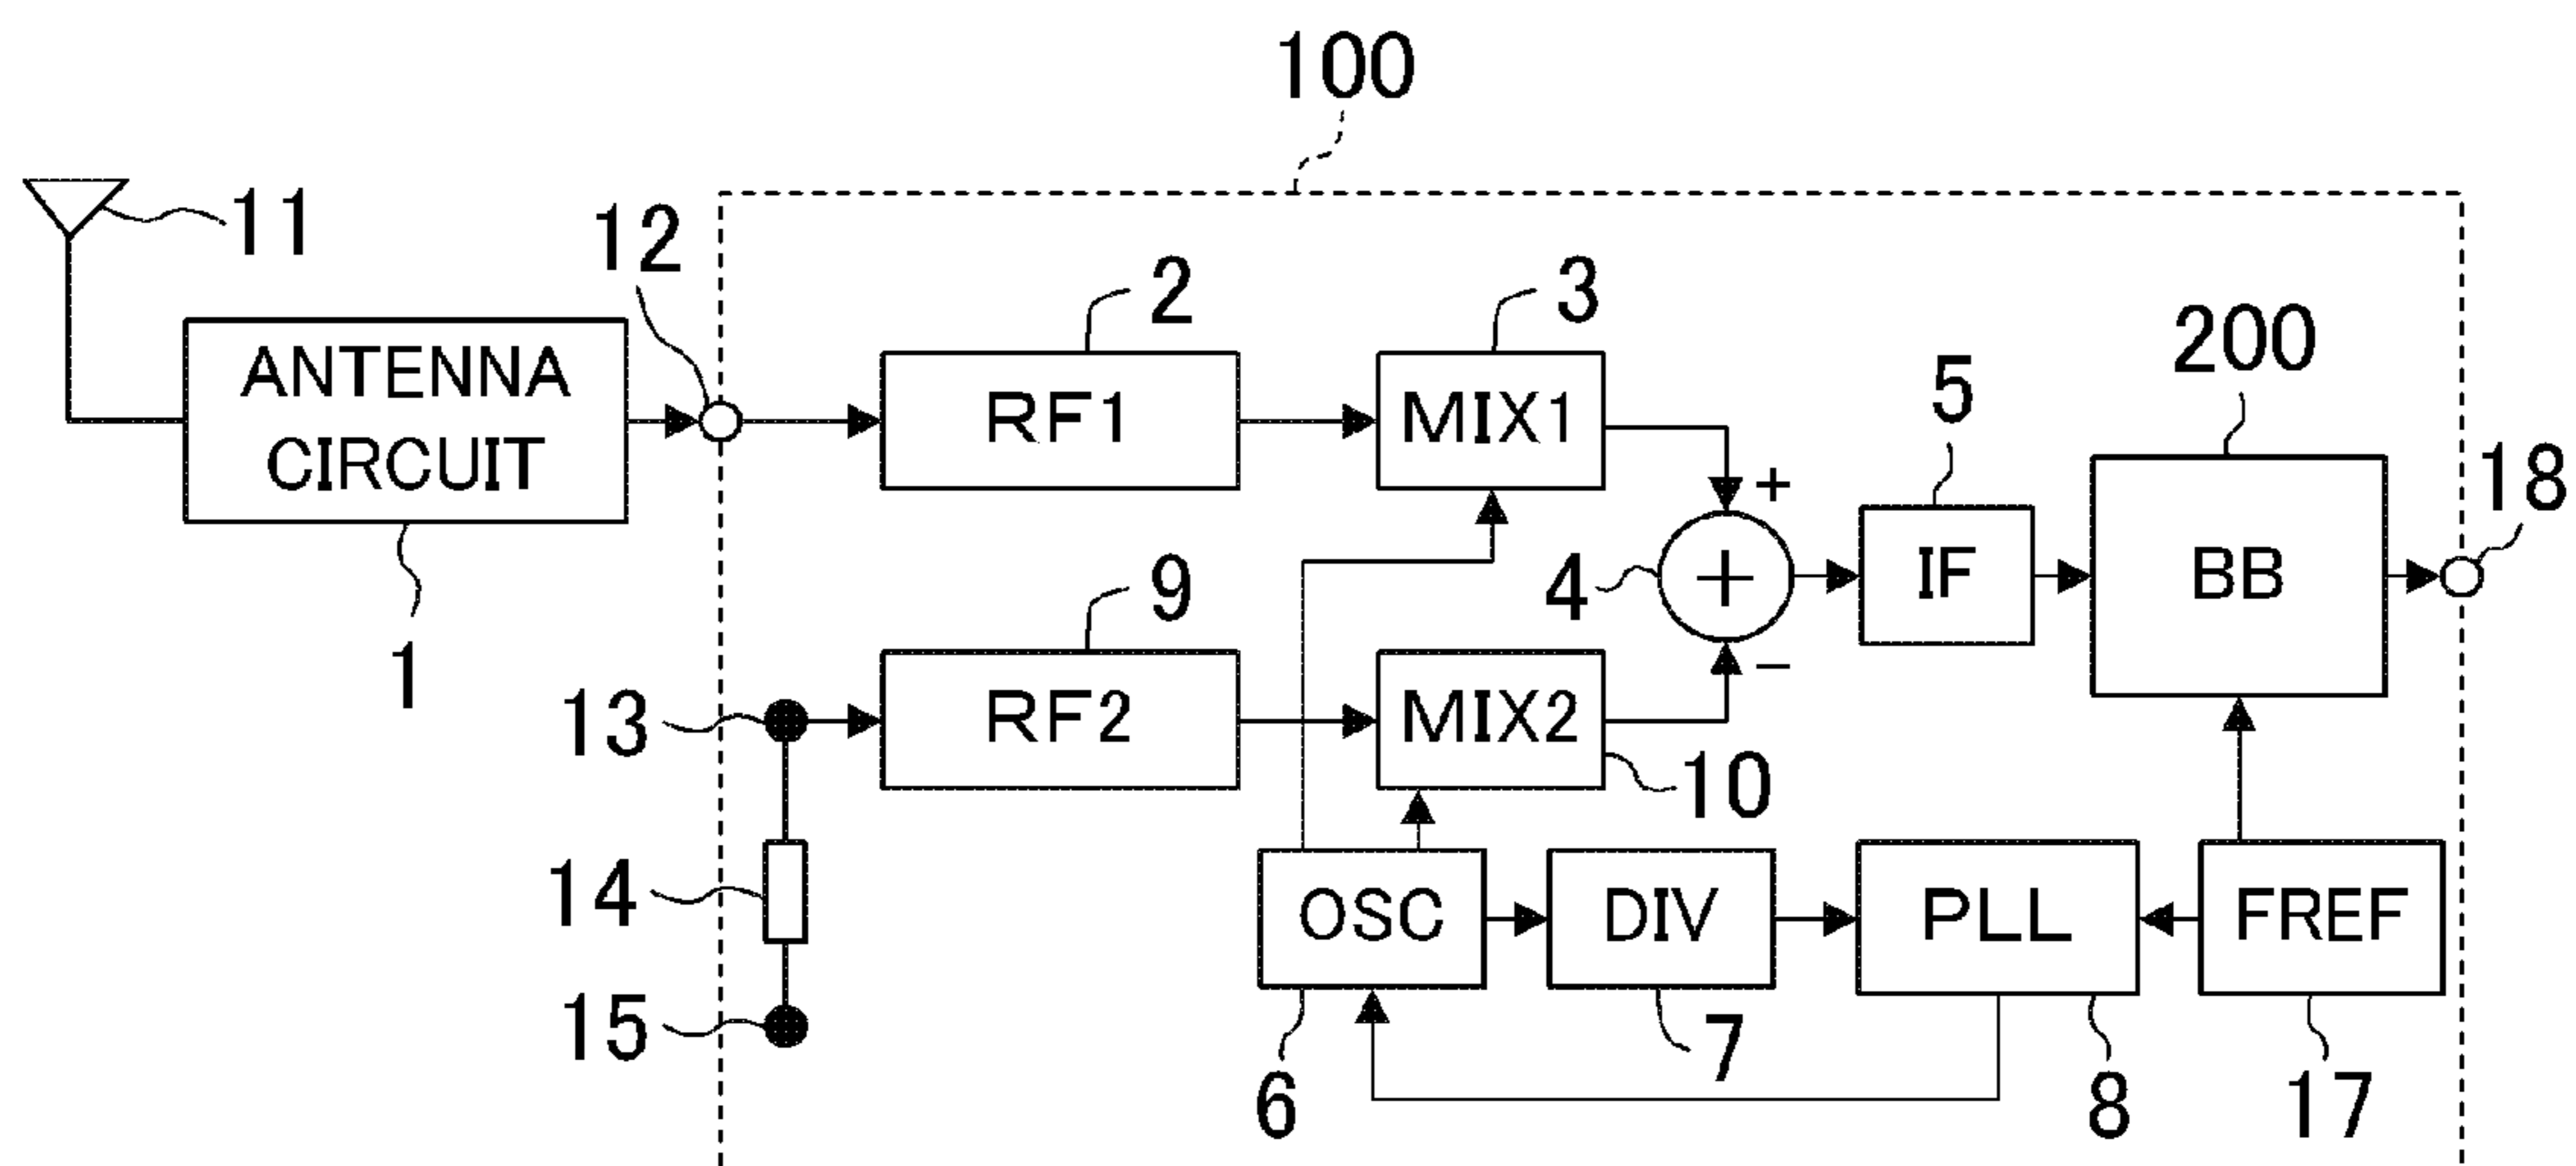 100
11
12
2
3
200
5
18
ANTENNA
CIRCUIT
RF1
MIX1
+
4
+
IF
BB
1
9
−
13
RF2
MIX2
10
14
OSC
DIV
PLL
FREF
15
6
7
8
17